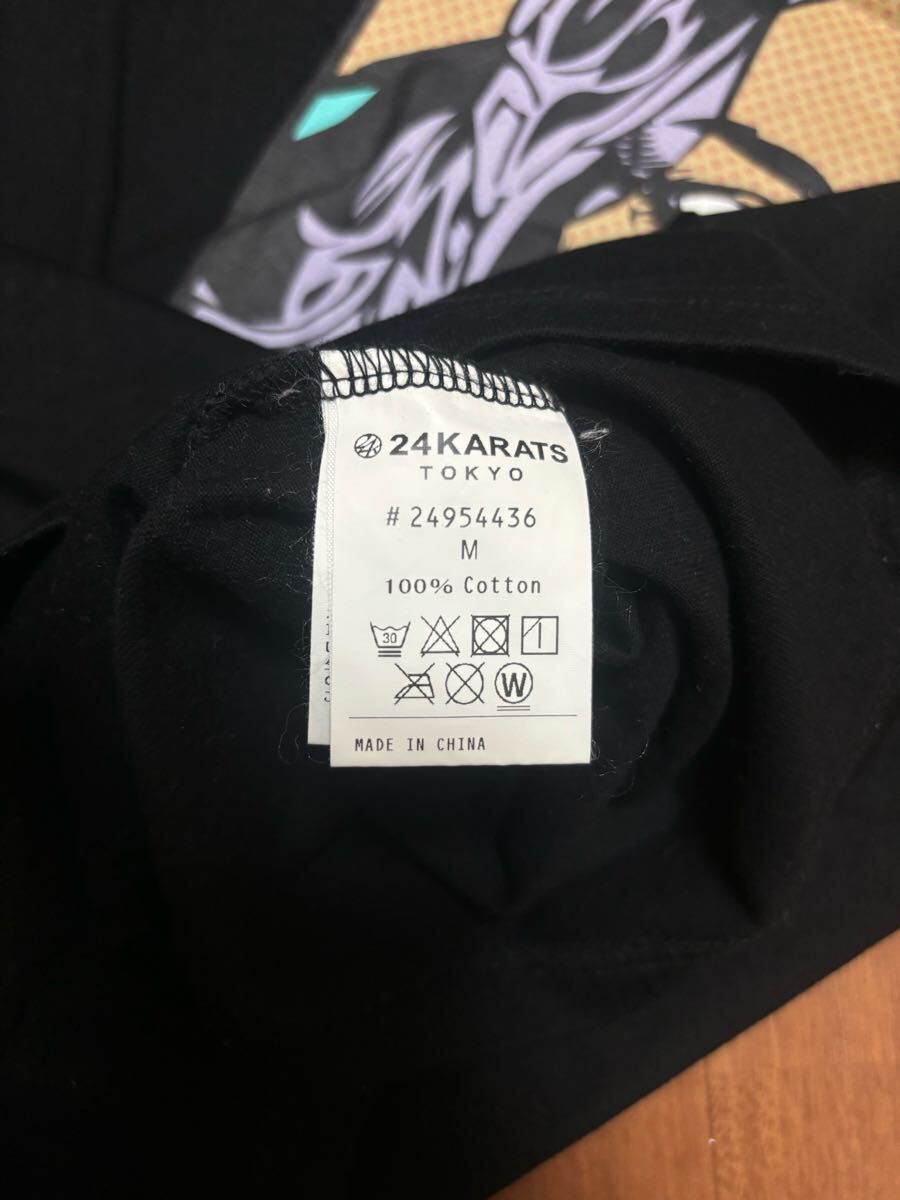 24KARATS
TOKYO
# 24954436
M
100% Cotton
30
W
MADE IN CHINA